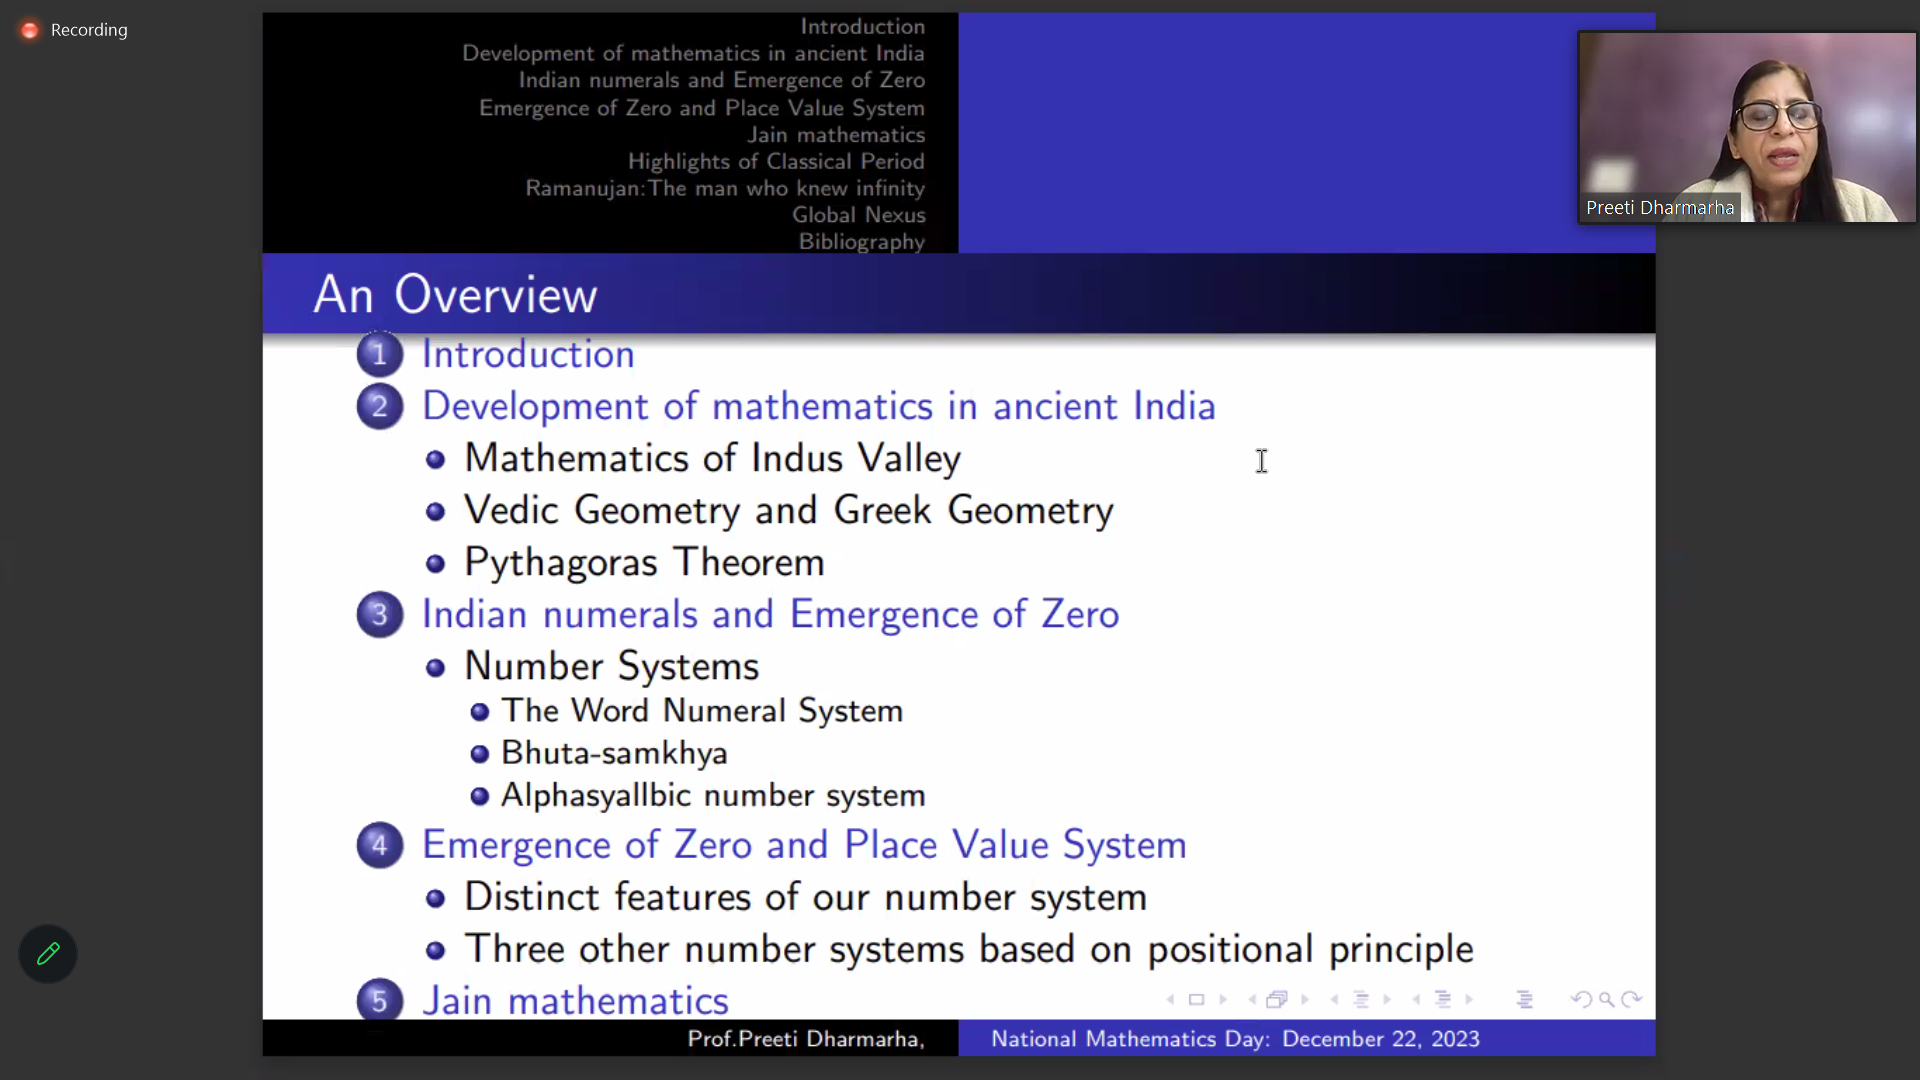 Recording
Introduction
Development of mathematics in ancient India
Indian numerals and Emergence of Zero
Emergence of Zero and Place Value System
Jain mathematics
Highlights of Classical Period
Ramanujan:The man who knew infinity
Global Nexus
Bibliography
Preeti Dharmarha
An Overview
1 Introduction
2 Development of mathematics in ancient India
Mathematics of Indus Valley
Vedic Geometry and Greek Geometry
Pythagoras Theorem
3 Indian numerals and Emergence of Zero
Number Systems
The Word Numeral System
Bhuta-samkhya
Alphasyallbic number system
4 Emergence of Zero and Place Value System
Distinct features of our number system
Three other number systems based on positional principle
5 Jain mathematics
Prof.Preeti Dharmarha,
National Mathematics Day: December 22, 2023